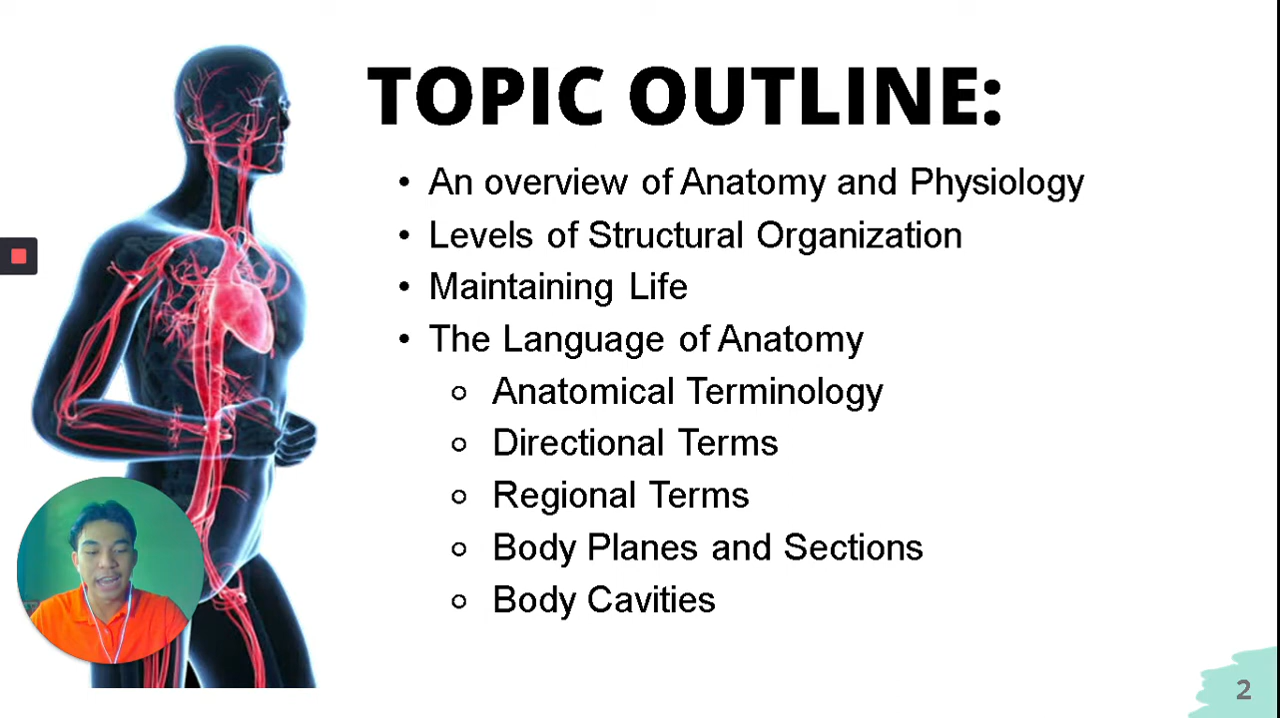 TOPIC OUTLINE:
• An overview of Anatomy and Physiology
• Levels of Structural Organization
• Maintaining Life
• The Language of Anatomy
○ Anatomical Terminology
○ Directional Terms
○ Regional Terms
○ Body Planes and Sections
○ Body Cavities
2